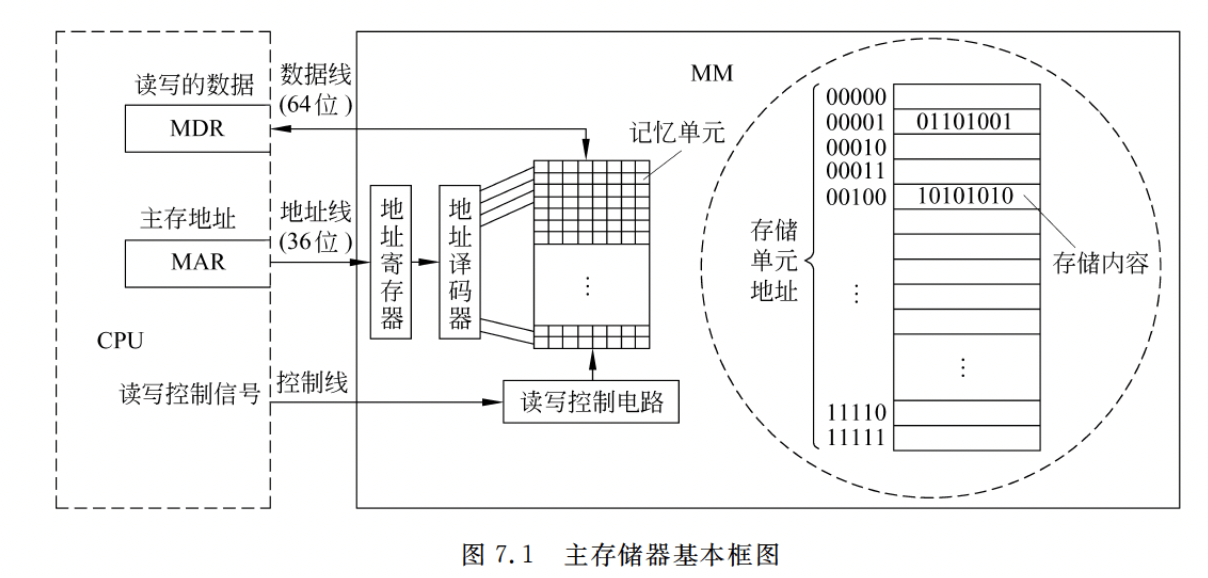 读写的数据
MDR
数据线
(64位)
主存地址
MAR
地址线
(36位)
CPU
读写控制信号
控制线
地址寄存器
地址译码器
记忆单元
⋮
读写控制电路
MM
存储
单元
地址
00000
00001 01101001
00010
00011
00100 10101010
⋮
⋮
11110
11111
存储内容
图 7.1 主存储器基本框图